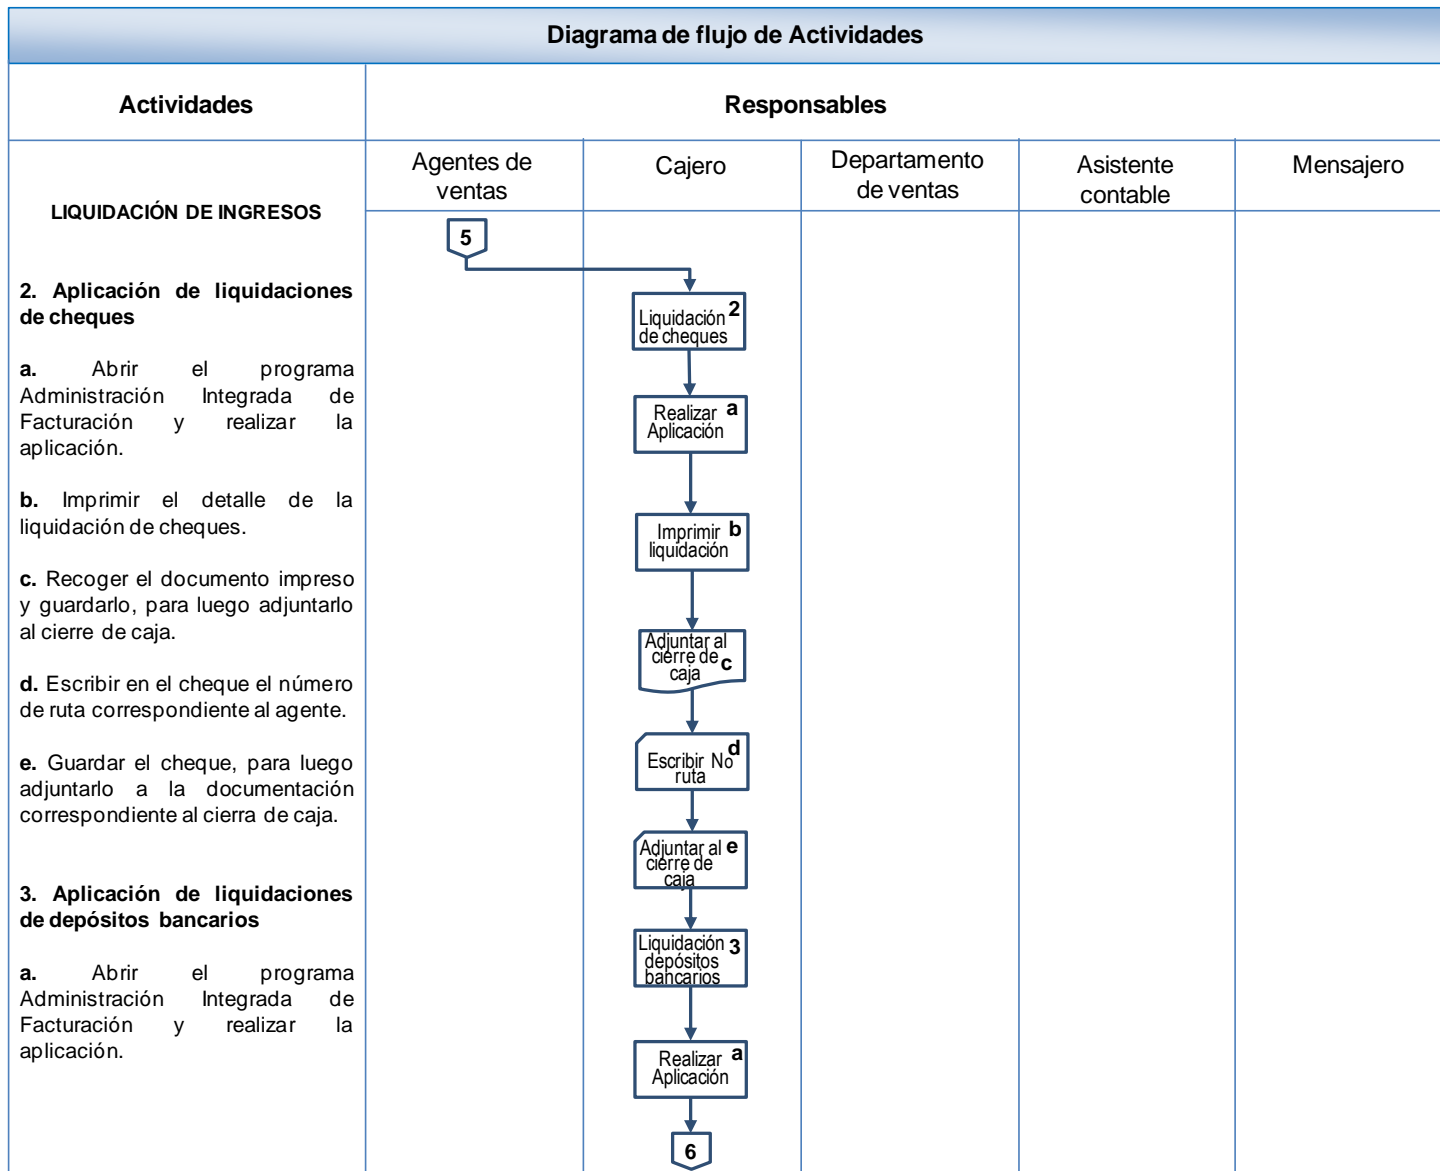 Diagrama de flujo de Actividades
Actividades
Responsables
Agentes de
ventas
Cajero
Departamento
de ventas
Asistente
contable
Mensajero
LIQUIDACIÓN DE INGRESOS
2. Aplicación de liquidaciones
de cheques
a. Abrir el programa
Administración Integrada de
Facturación y realizar la
aplicación.
b. Imprimir el detalle de la
liquidación de cheques.
c. Recoger el documento impreso
y guardarlo, para luego adjuntarlo
al cierre de caja.
d. Escribir en el cheque el número
de ruta correspondiente al agente.
e. Guardar el cheque, para luego
adjuntarlo a la documentación
correspondiente al cierra de caja.
3. Aplicación de liquidaciones
de depósitos bancarios
a. Abrir el programa
Administración Integrada de
Facturación y realizar la
aplicación.
5
Liquidación 2
de cheques
Realizar a
Aplicación
Imprimir b
liquidación
Adjuntar al
cierre de c
caja
d
Escribir No
ruta
Adjuntar al e
cierre de
caja
Liquidación 3
depósitos
bancarios
Realizar a
Aplicación
6